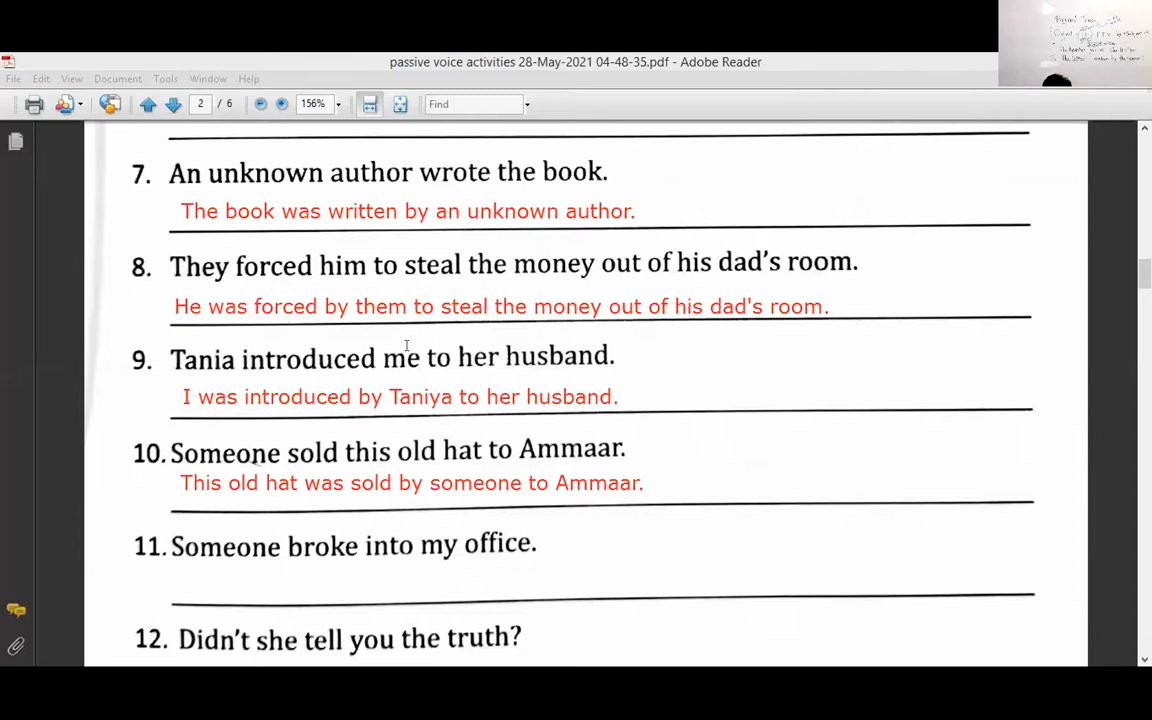 passive voice activities 28-May-2021 04-48-35.pdf - Adobe Reader
File Edit View Document Tools Window Help
2 / 6 156% Find
7. An unknown author wrote the book.
The book was written by an unknown author.
8. They forced him to steal the money out of his dad's room.
He was forced by them to steal the money out of his dad's room.
9. Tania introduced me to her husband.
I was introduced by Taniya to her husband.
10. Someone sold this old hat to Ammaar.
This old hat was sold by someone to Ammaar.
11. Someone broke into my office.
12. Didn't she tell you the truth?